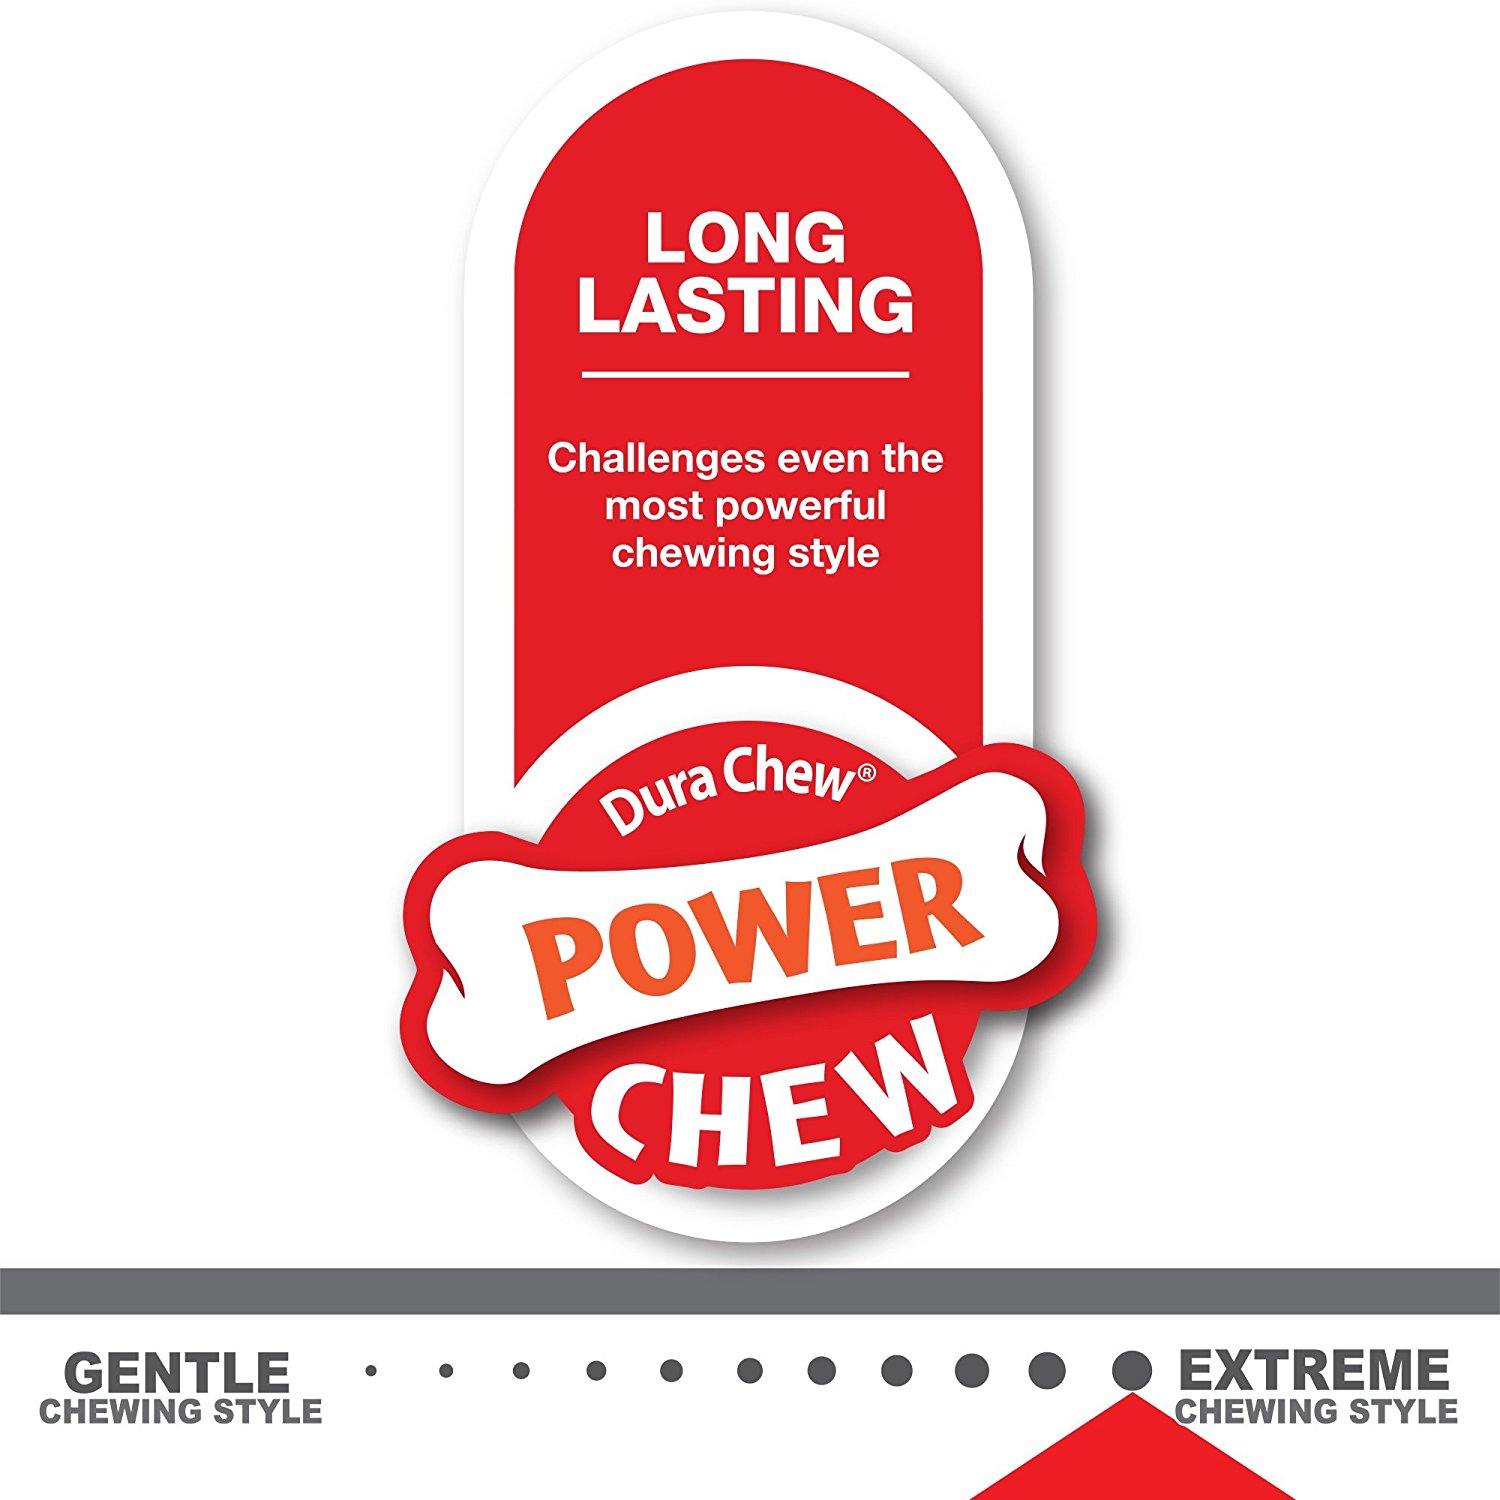 LONG
LASTING
Challenges even the
most powerful
chewing style
Dura Chew®
POWER
CHEW
GENTLE
CHEWING STYLE
EXTREME
CHEWING STYLE